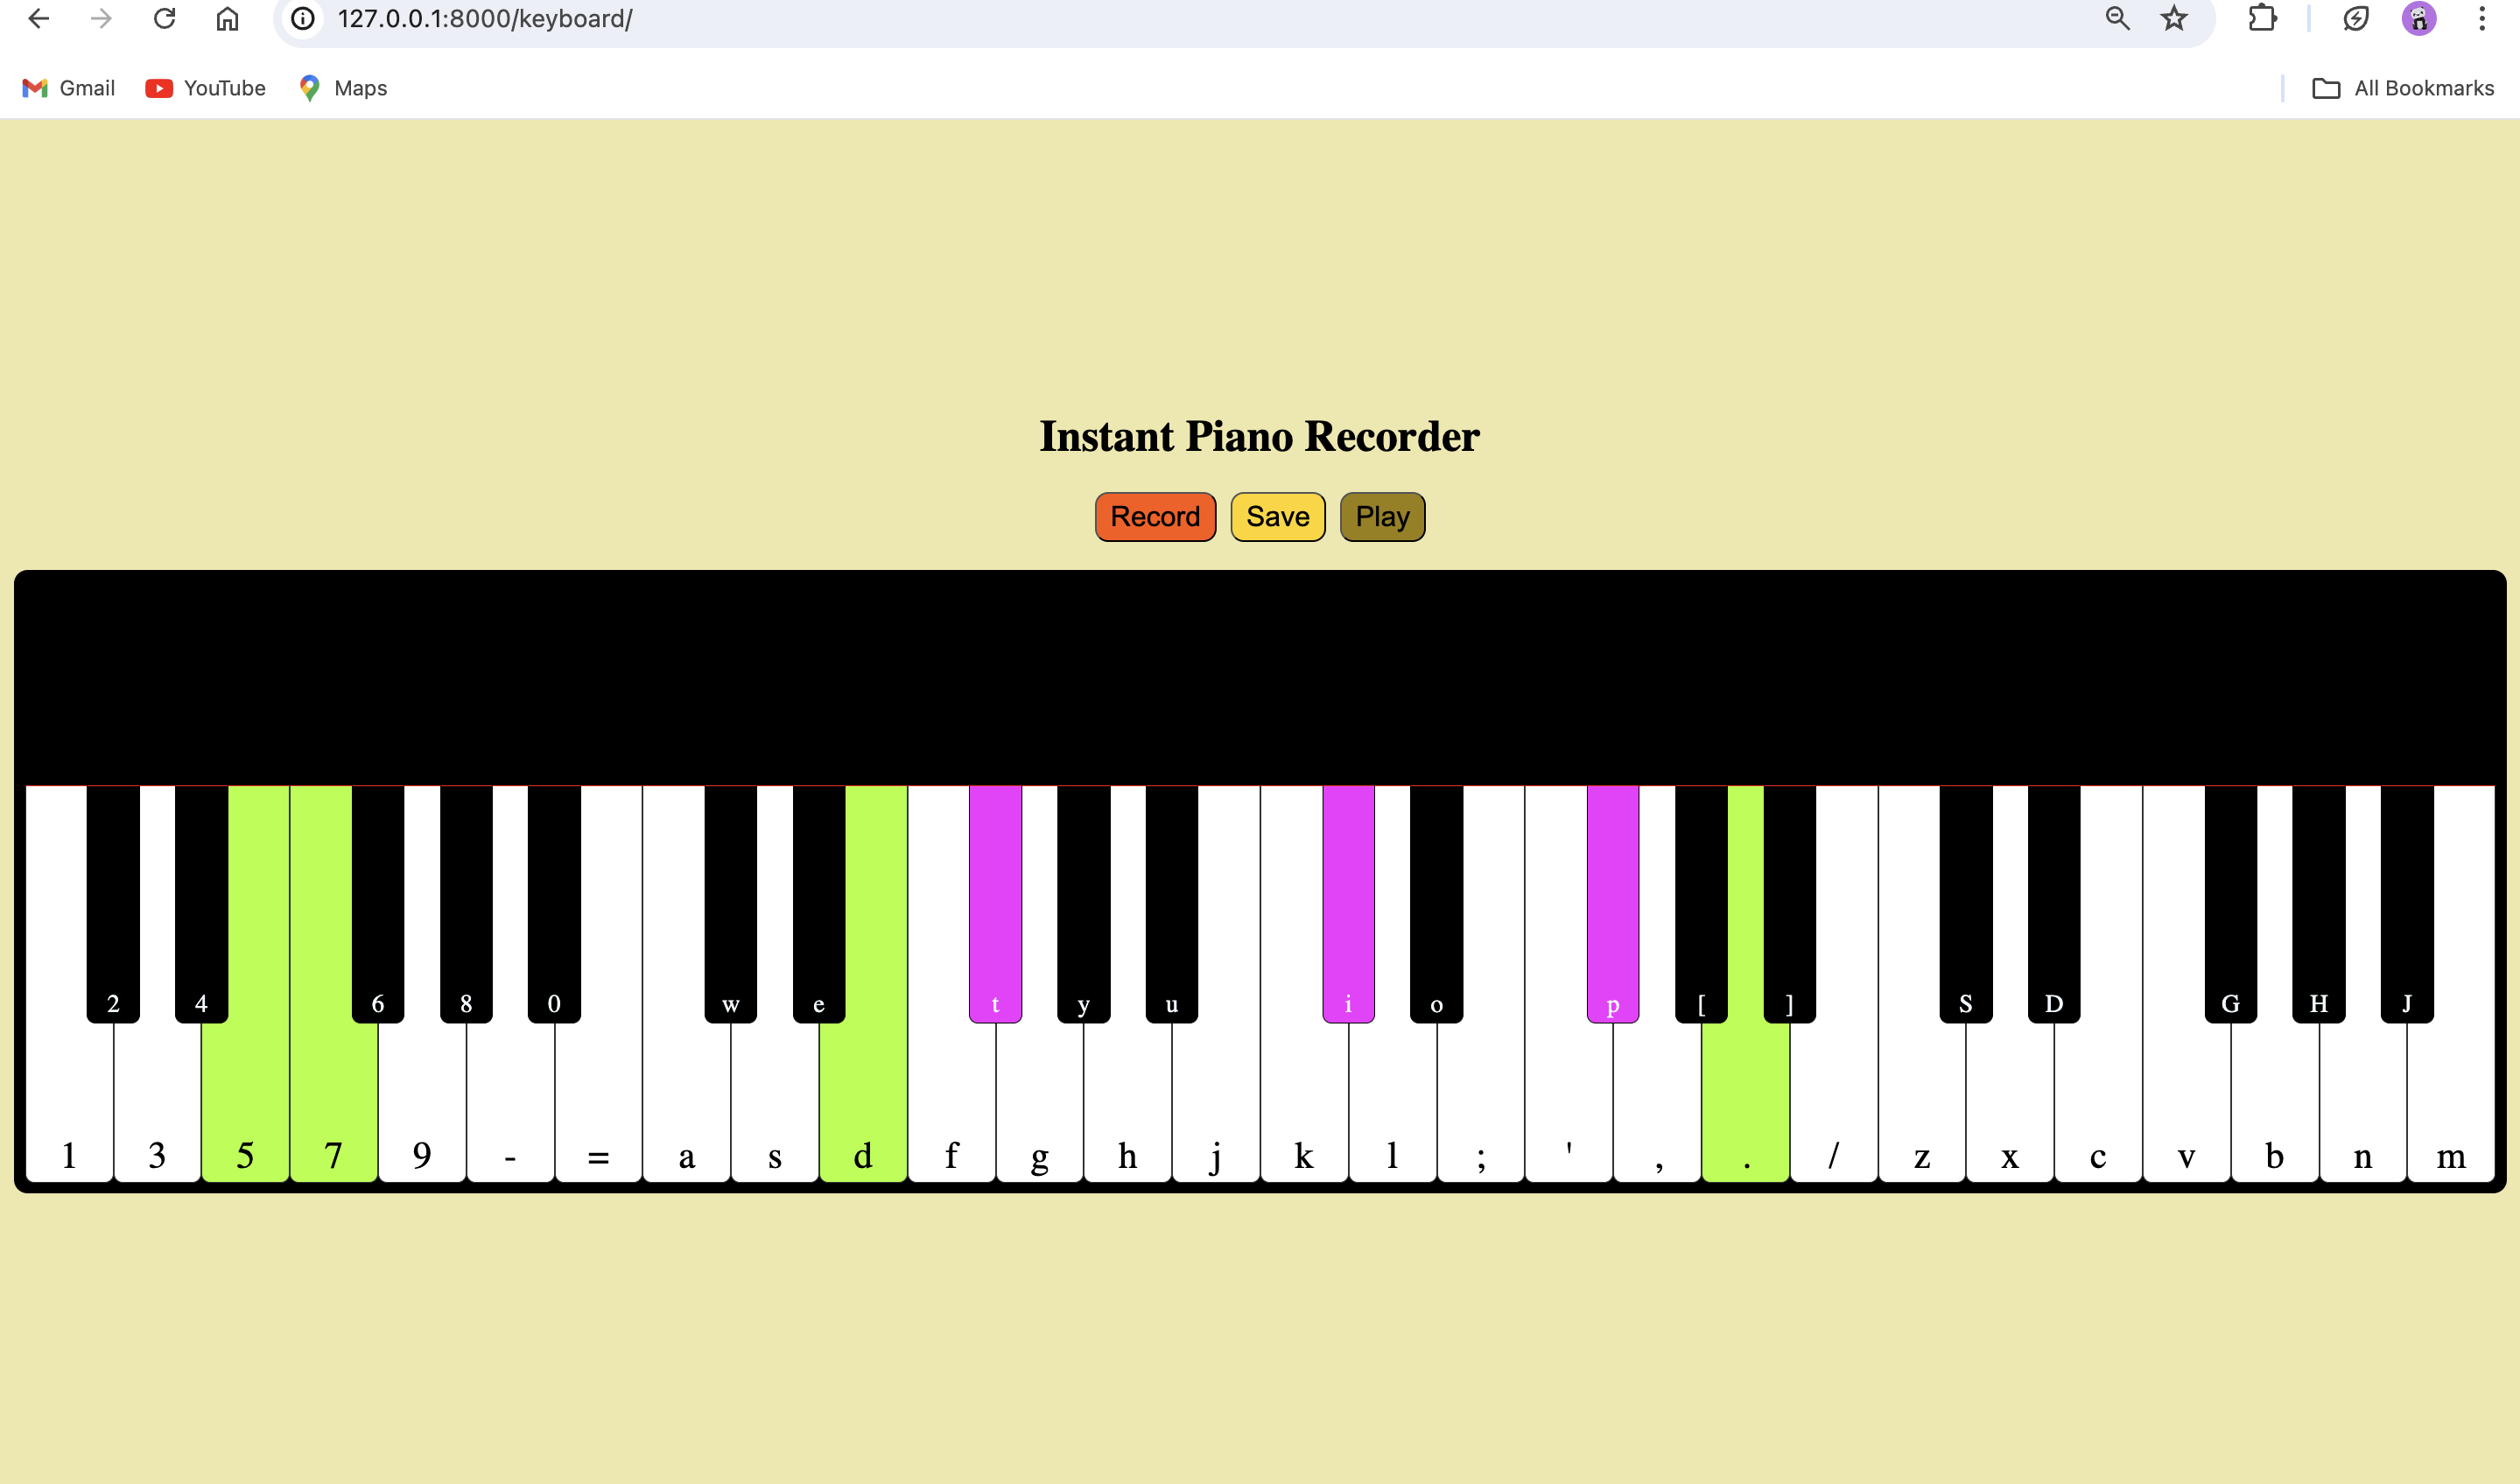 127.0.0.1:8000/keyboard/
Gmail YouTube Maps All Bookmarks
Instant Piano Recorder
Record Save Play
2 4 6 8 0 w e t y u i o p [ ] S D G H J
1 3 5 7 9 - = a s d f g h j k l ; ' , . / z x c v b n m